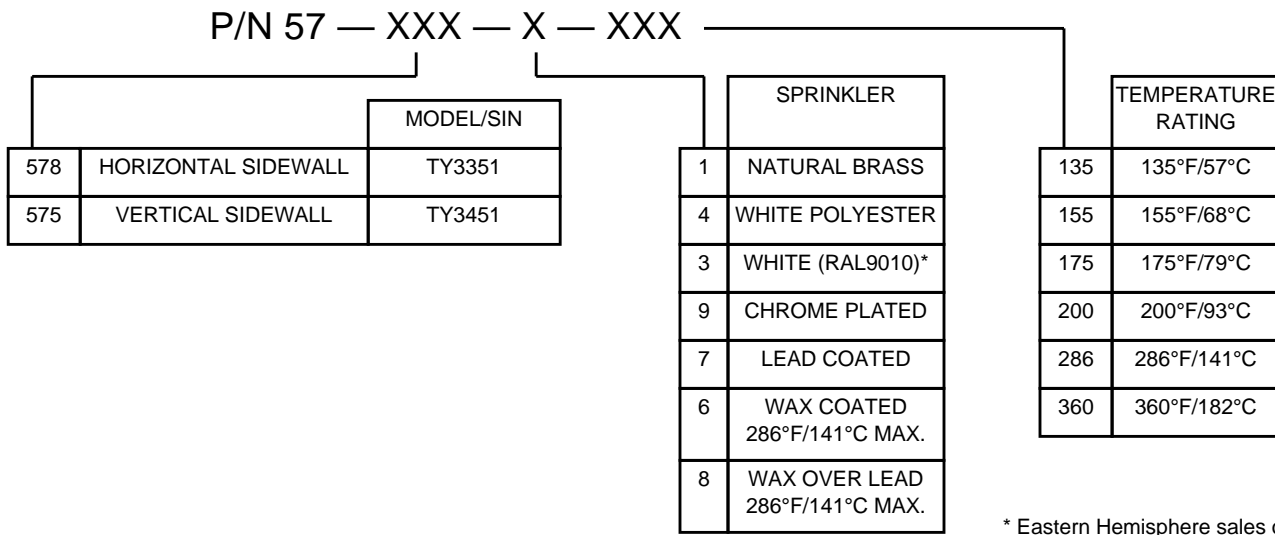 P/N 57 — XXX — X — XXX
MODEL/SIN
578 HORIZONTAL SIDEWALL TY3351
575 VERTICAL SIDEWALL TY3451
SPRINKLER
1 NATURAL BRASS
4 WHITE POLYESTER
3 WHITE (RAL9010)*
9 CHROME PLATED
7 LEAD COATED
6 WAX COATED
286°F/141°C MAX.
8 WAX OVER LEAD
286°F/141°C MAX.
TEMPERATURE
RATING
135 135°F/57°C
155 155°F/68°C
175 175°F/79°C
200 200°F/93°C
286 286°F/141°C
360 360°F/182°C
* Eastern Hemisphere sales